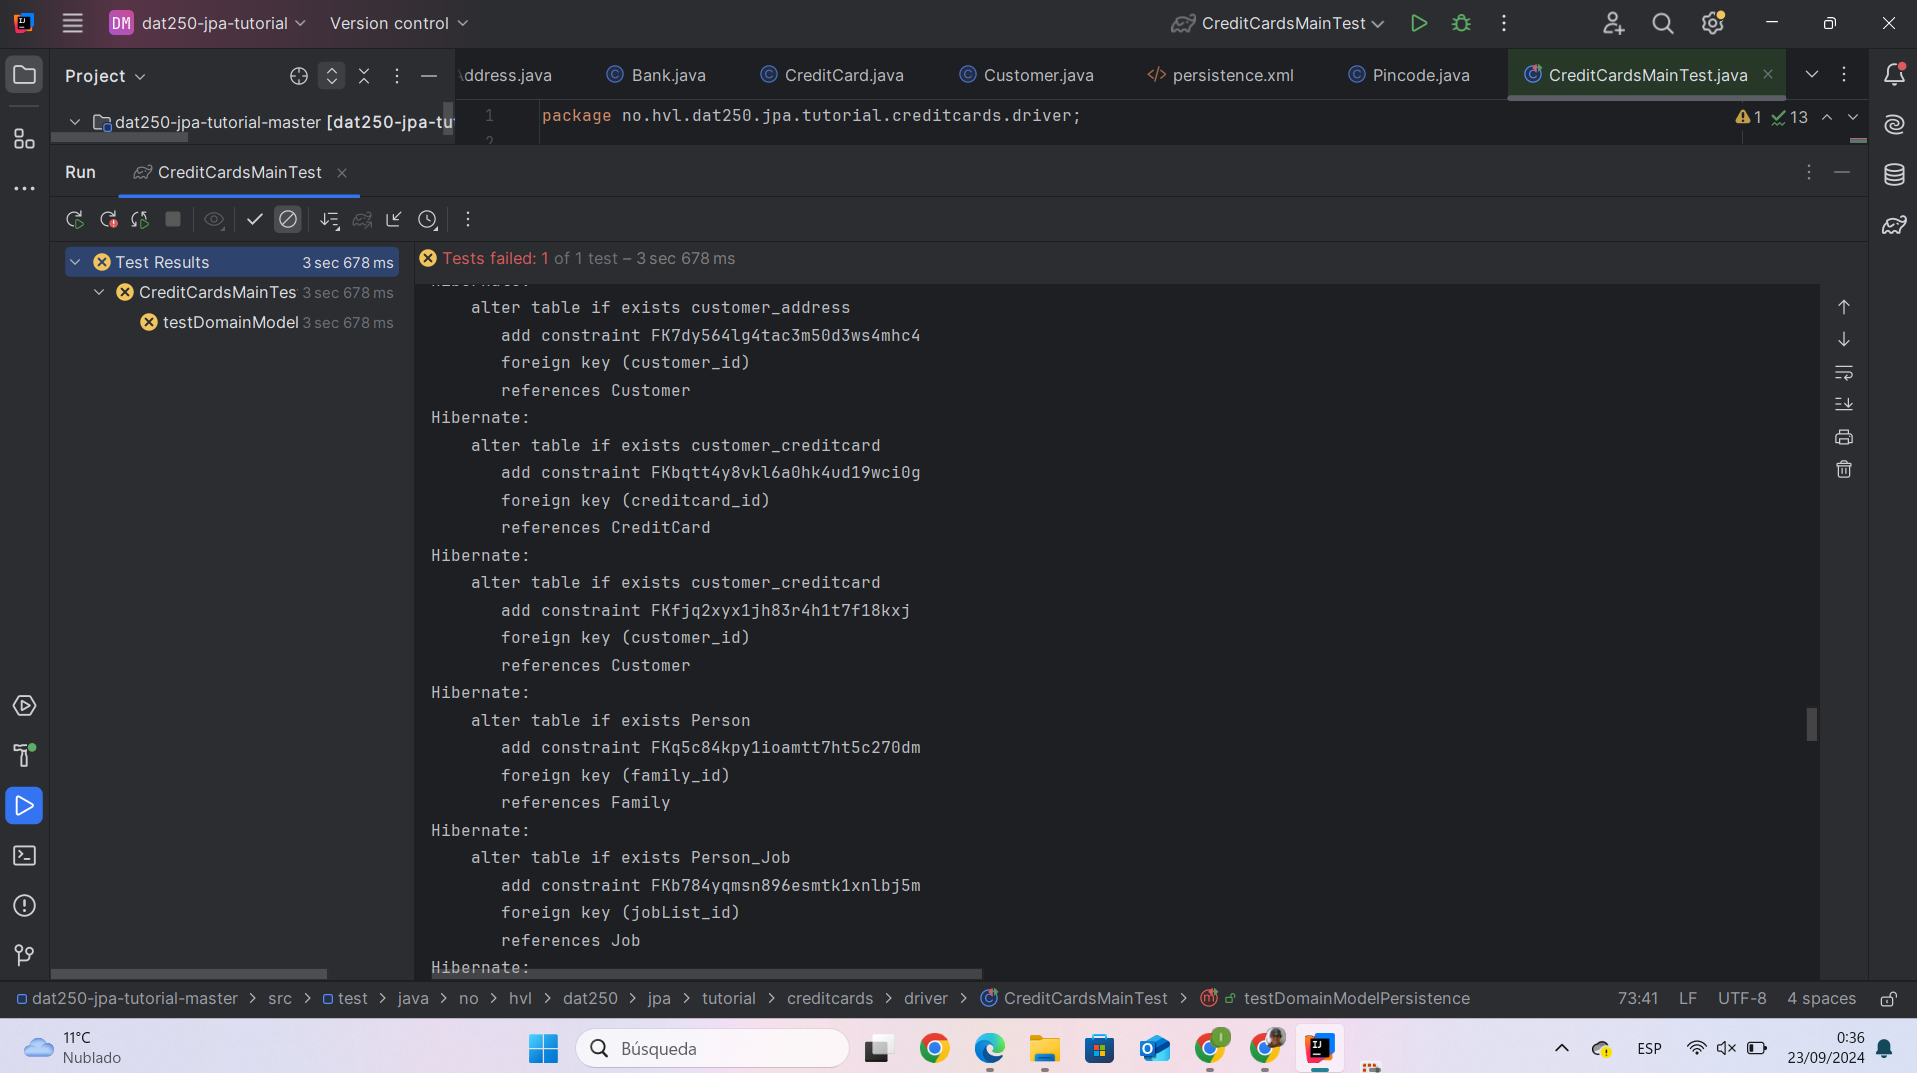 DM dat250-jpa-tutorial Version control CreditCardsMainTest
Project
Address.java Bank.java CreditCard.java Customer.java persistence.xml Pincode.java CreditCardsMainTest.java
dat250-jpa-tutorial-master [dat250-jpa-tut
1 package no.hvl.dat250.jpa.tutorial.creditcards.driver;
1 13
2
Run CreditCardsMainTest
Test Results 3 sec 678 ms
CreditCardsMainTes 3 sec 678 ms
testDomainModel 3 sec 678 ms
Tests failed: 1 of 1 test – 3 sec 678 ms
Hibernate:
alter table if exists customer_address
add constraint FK7dy564lg4tac3m50d3ws4mhc4
foreign key (customer_id)
references Customer
Hibernate:
alter table if exists customer_creditcard
add constraint FKbqtt4y8vkl6a0hk4ud19wci0g
foreign key (creditcard_id)
references CreditCard
Hibernate:
alter table if exists customer_creditcard
add constraint FKfjq2xyx1jh83r4h1t7f18kxj
foreign key (customer_id)
references Customer
Hibernate:
alter table if exists Person
add constraint FKq5c84kpy1ioamtt7ht5c270dm
foreign key (family_id)
references Family
Hibernate:
alter table if exists Person_Job
add constraint FKb784yqmsn896esmtk1xnlbj5m
foreign key (jobList_id)
references Job
Hibernate:
dat250-jpa-tutorial-master > src > test > java > no > hvl > dat250 > jpa > tutorial > creditcards > driver > CreditCardsMainTest > testDomainModelPersistence 73:41 LF UTF-8 4 spaces
11°C
Nublado
Búsqueda
ESP
0:36
23/09/2024